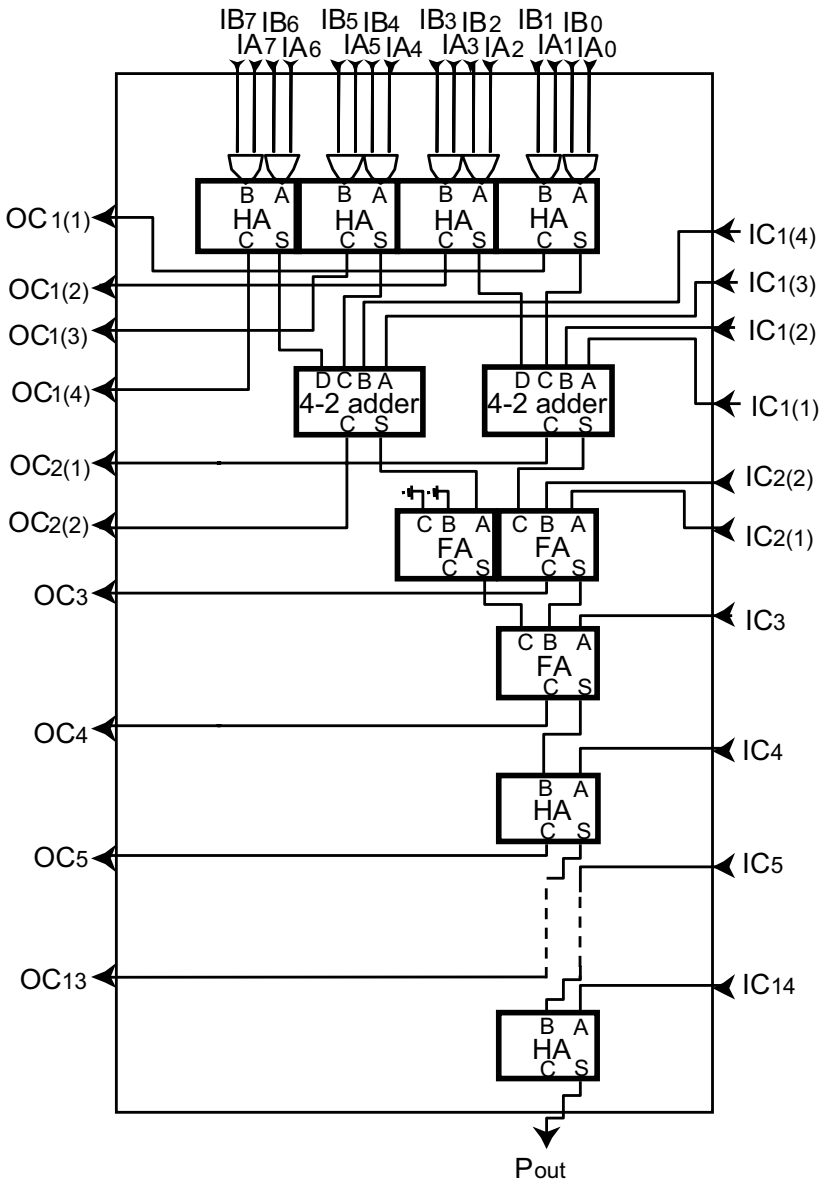 IB7 IB6 IB5 IB4 IB3 IB2 IB1 IB0
IA7 IA6 IA5 IA4 IA3 IA2 IA1 IA0
B A B A B A B A
HA HA HA HA
C S C S C S C S
OC1(1)
IC1(4)
OC1(2)
IC1(3)
OC1(3)
IC1(2)
D C B A D C B A
4-2 adder 4-2 adder
C S C S
OC1(4)
IC1(1)
OC2(1)
IC2(2)
OC2(2)
IC2(1)
C B A C B A
FA FA
C S C S
OC3
IC3
C B A
FA
C S
OC4
IC4
B A
HA
C S
OC5
IC5
OC13
IC14
B A
HA
C S
Pout